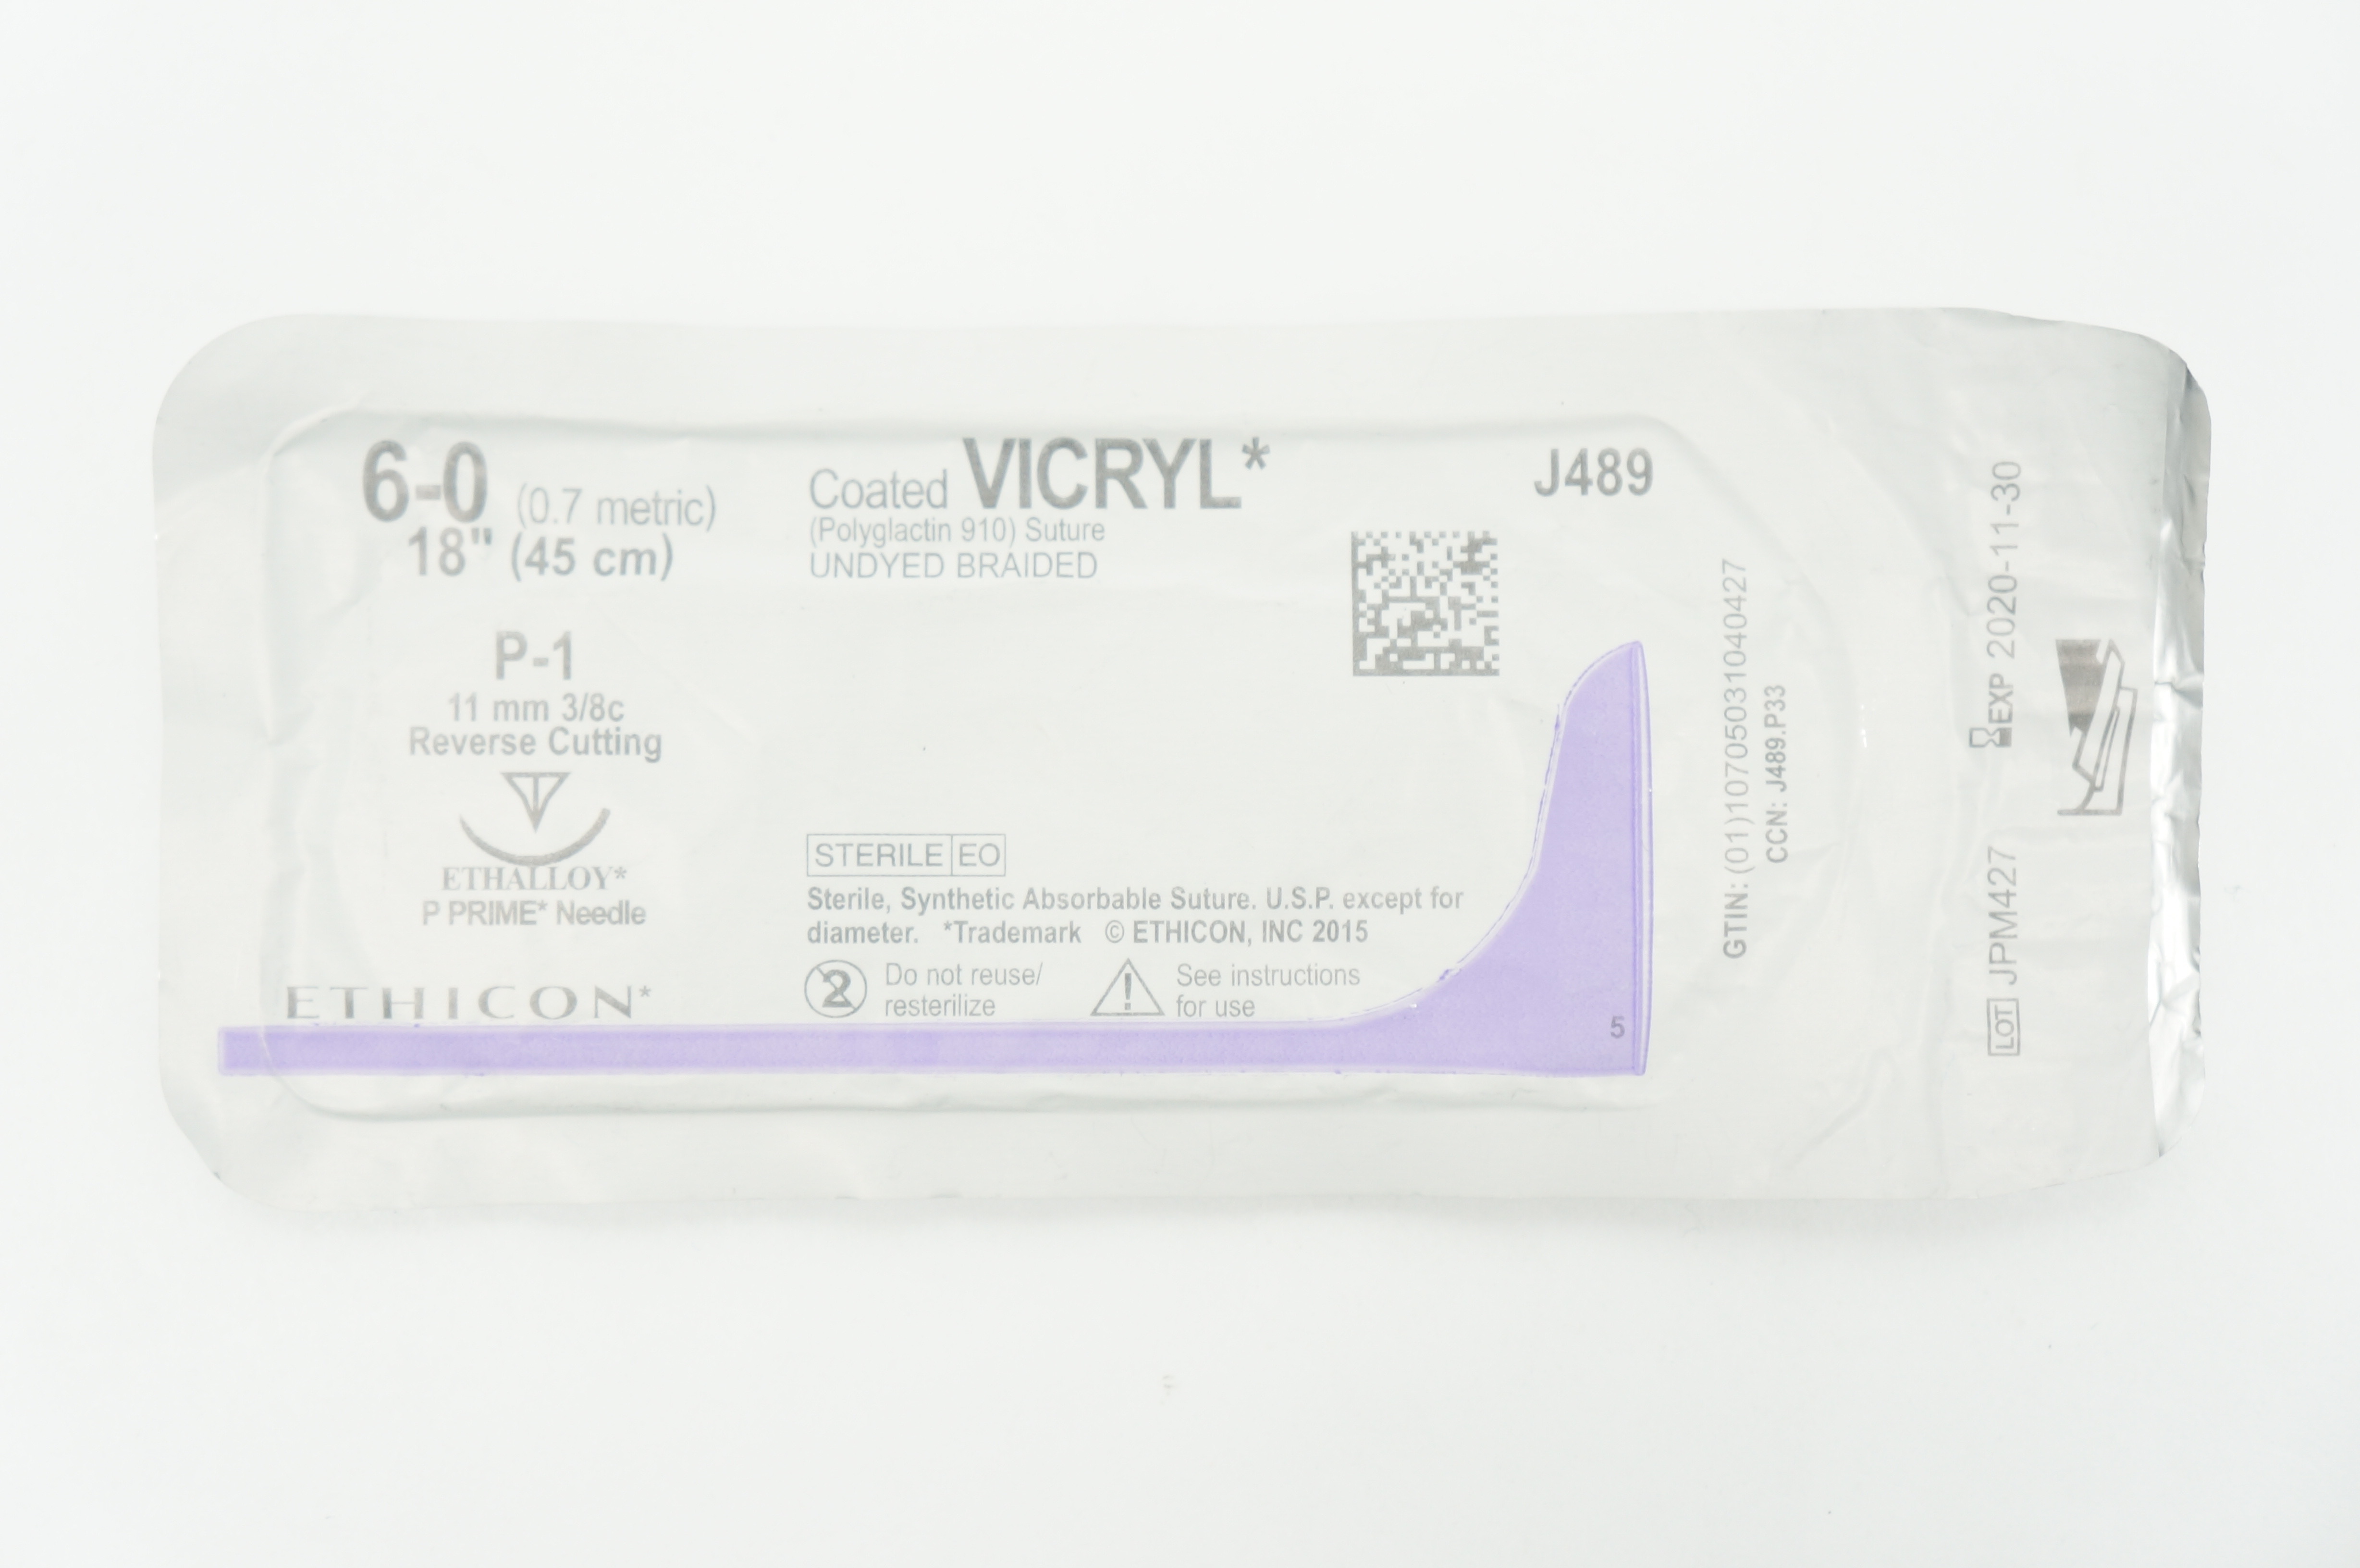 6-0 (0.7 metric)
18" (45 cm)
P-1
11 mm 3/8c
Reverse Cutting
ETHALLOY*
P PRIME* Needle
ETHICON*
Coated VICRYL*
(Polyglactin 910) Suture
UNDYED BRAIDED
STERILE EO
Sterile, Synthetic Absorbable Suture. U.S.P. except for
diameter. *Trademark © ETHICON, INC 2015
2 Do not reuse/
resterilize
! See instructions
for use
J489
5
GTIN: (01)10705031040427
CCN: J489.P33
EXP 2020-11-30
LOT JPM427